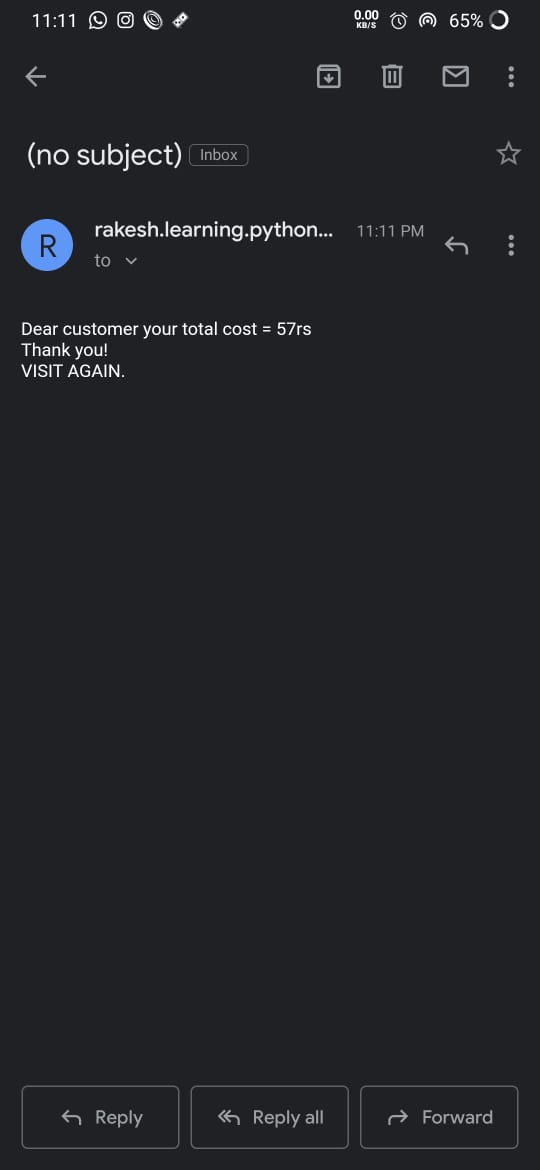 11:11 0.00 KB/S 65%
(no subject) Inbox
R rakesh.learning.python... 11:11 PM
to
Dear customer your total cost = 57rs
Thank you!
VISIT AGAIN.
Reply Reply all Forward